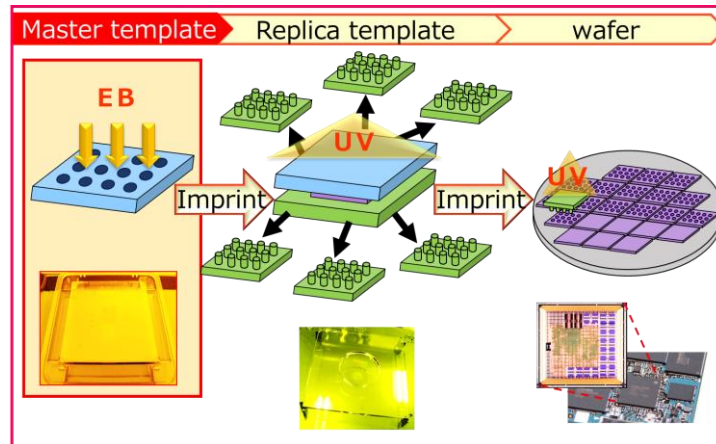 Master template
Replica template
wafer
EB
UV
UV
Imprint
Imprint